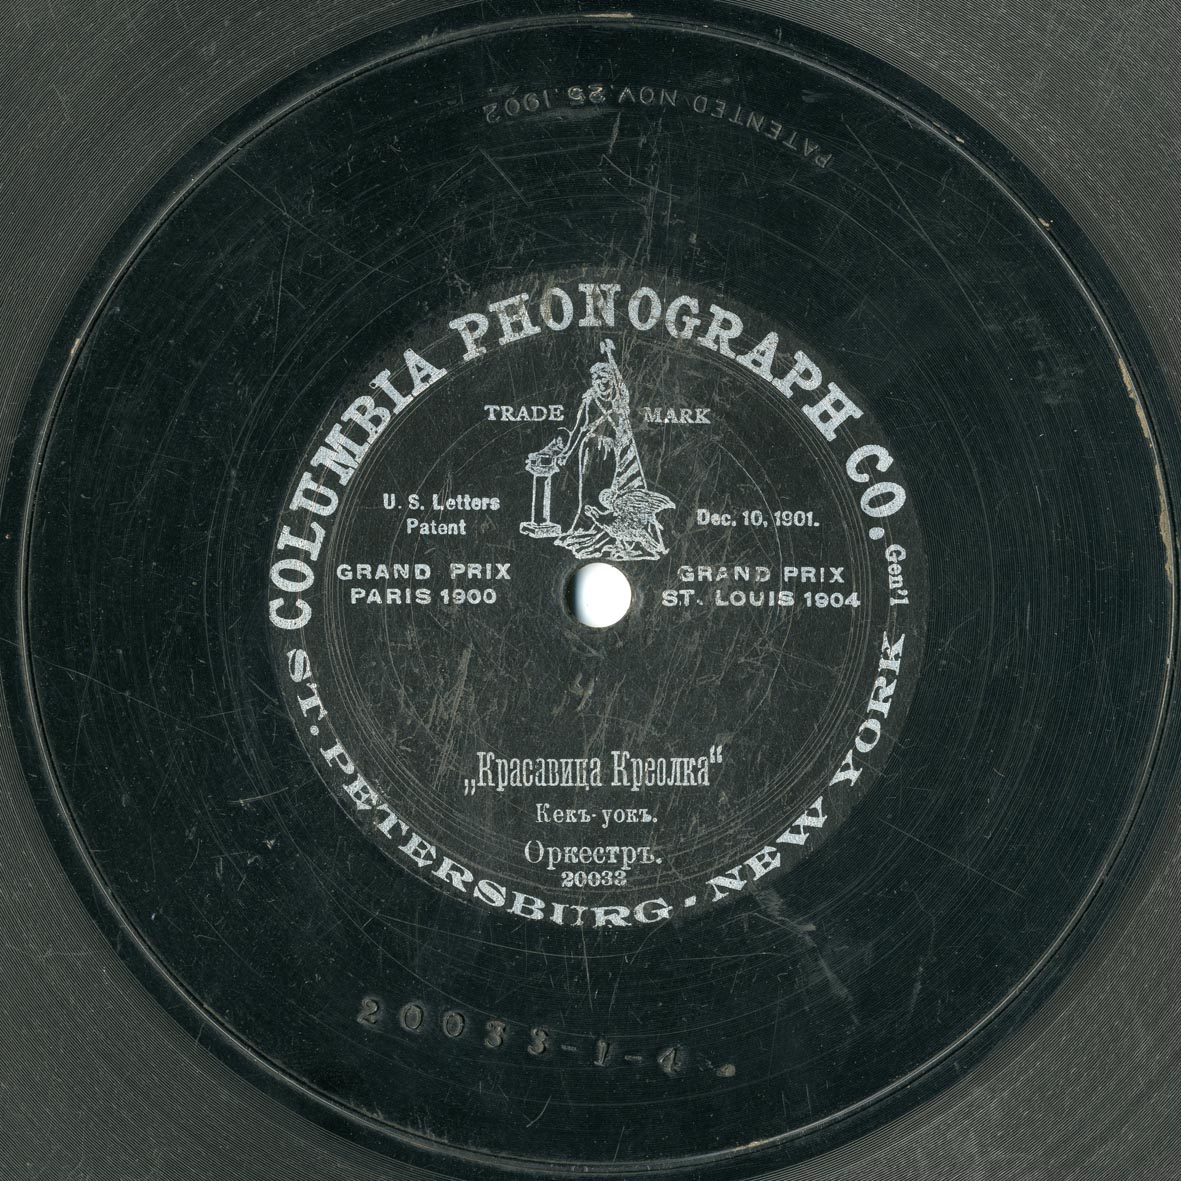 PATENTED NOV. 25. 1902
COLUMBIA PHONOGRAPH CO. Gen'l
TRADE MARK
U. S. Letters
Patent
Dec. 10, 1901.
GRAND PRIX
PARIS 1900
GRAND PRIX
ST. LOUIS 1904
„Красавица Креолка“
Кекъ-уокъ.
Оркестръ.
20033
ST. PETERSBURG · NEW YORK
20033-1-1